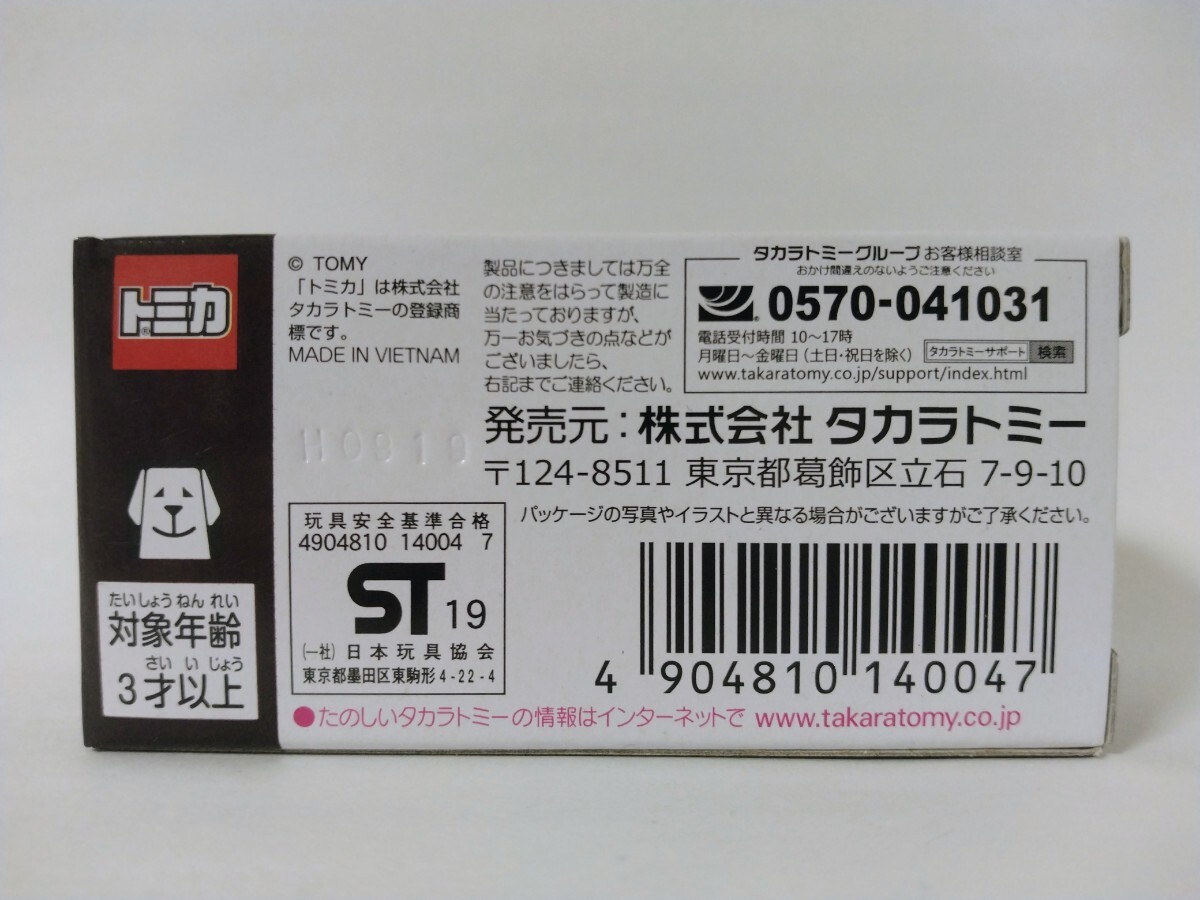 トミカ
®
たいしょうねんれい
対象年齢
さいいじょう
3才以上
© TOMY
「トミカ」は株式会社
タカラトミーの登録商
標です。
MADE IN VIETNAM
H0819
製品につきましては万全
の注意をはらって製造に
当たっておりますが、
万一お気づきの点などが
ございましたら、
右記までご連絡ください。
タカラトミーグループ お客様相談室
おかけ間違えのないようご注意ください
0570-041031
電話受付時間 10〜17時
月曜日〜金曜日(土日・祝日を除く) タカラトミーサポート 検索
www.takaratomy.co.jp/support/index.html
発売元:株式会社 タカラトミー
〒124-8511 東京都葛飾区立石 7-9-10
パッケージの写真やイラストと異なる場合がございますがご了承ください。
玩具安全基準合格
4904810 14004 7
ST 19
(一社)日本玩具協会
東京都墨田区東駒形4-22-4
4 904810 140047
●たのしいタカラトミーの情報はインターネットで www.takaratomy.co.jp